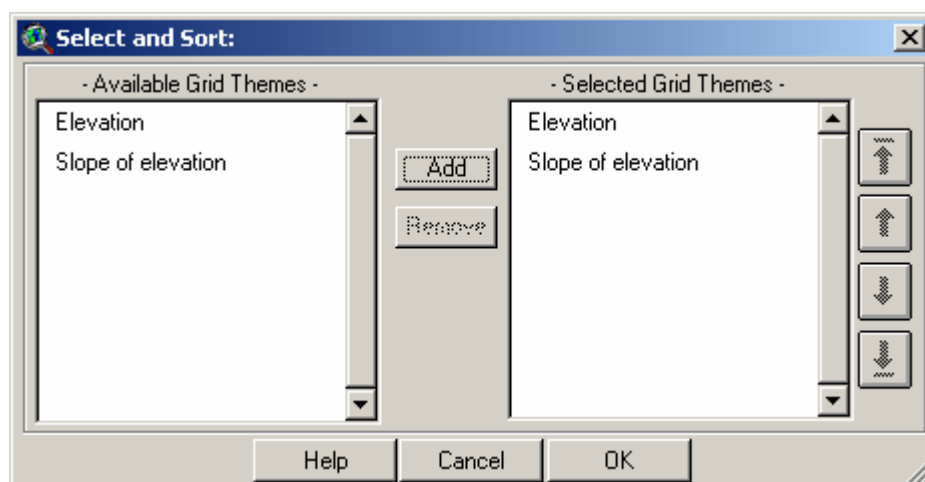 Select and Sort:
- Available Grid Themes -
Elevation
Slope of elevation
Add
Remove
- Selected Grid Themes -
Elevation
Slope of elevation
Help
Cancel
OK